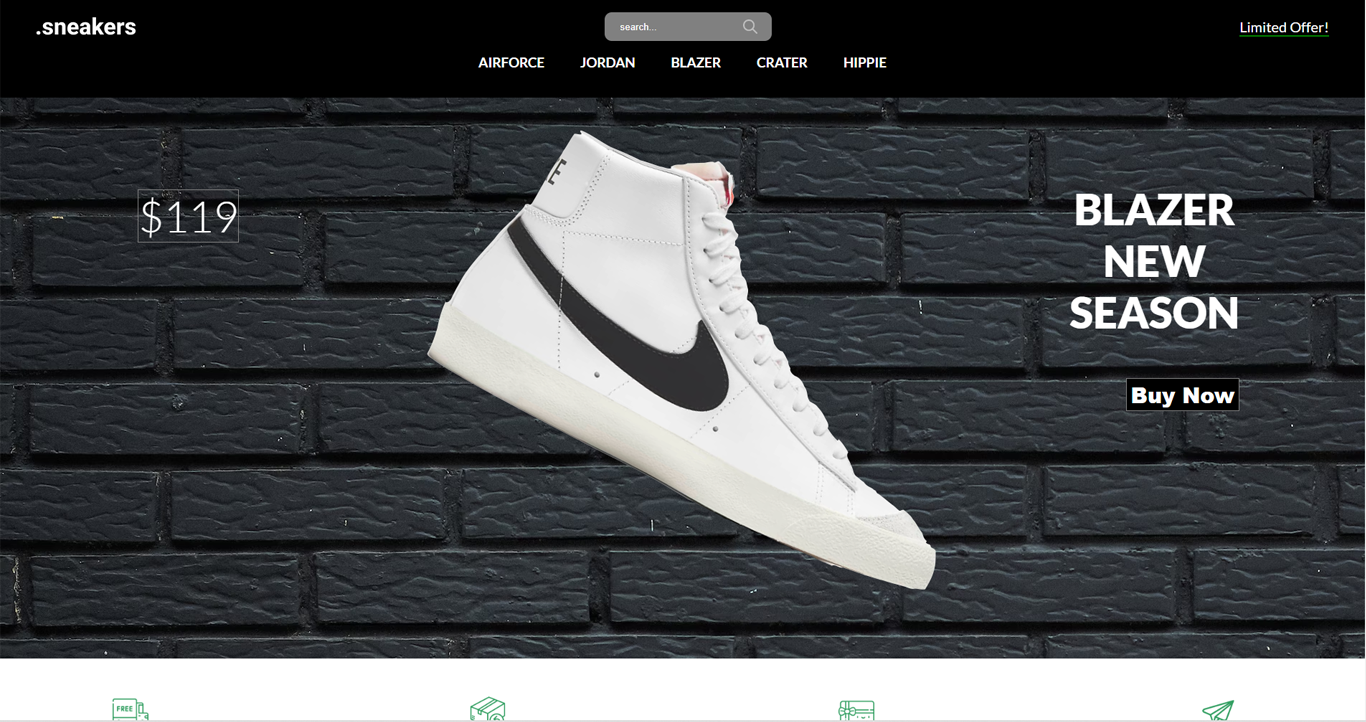 .sneakers
search...
Limited Offer!
AIRFORCE JORDAN BLAZER CRATER HIPPIE
$119
BLAZER
NEW
SEASON
Buy Now
FREE